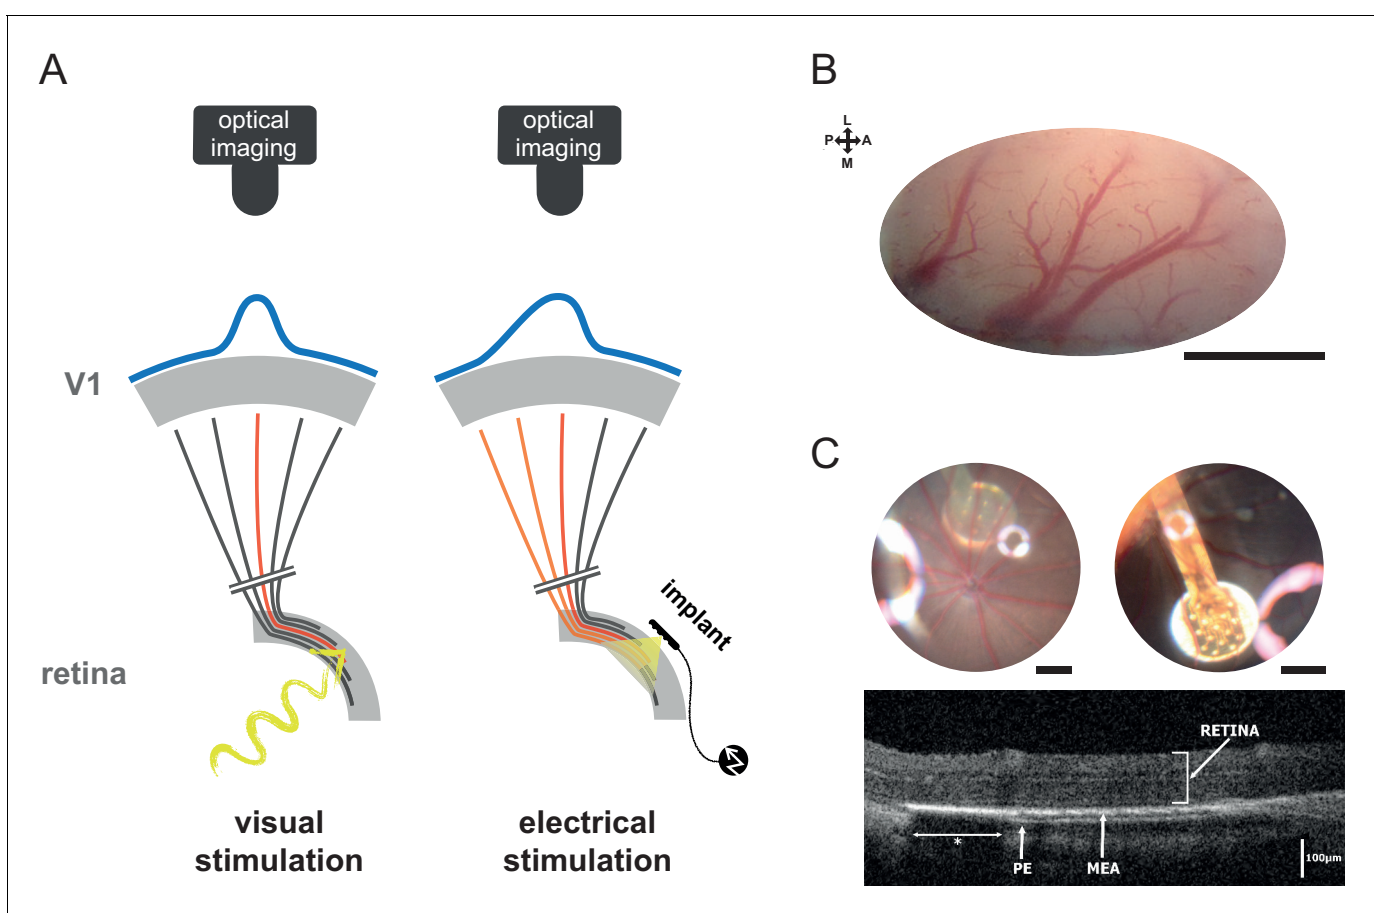 A
optical
imaging
optical
imaging
V1
retina
implant
visual
stimulation
electrical
stimulation
B
L
P
A
M
C
RETINA
*
PE
MEA
100µm